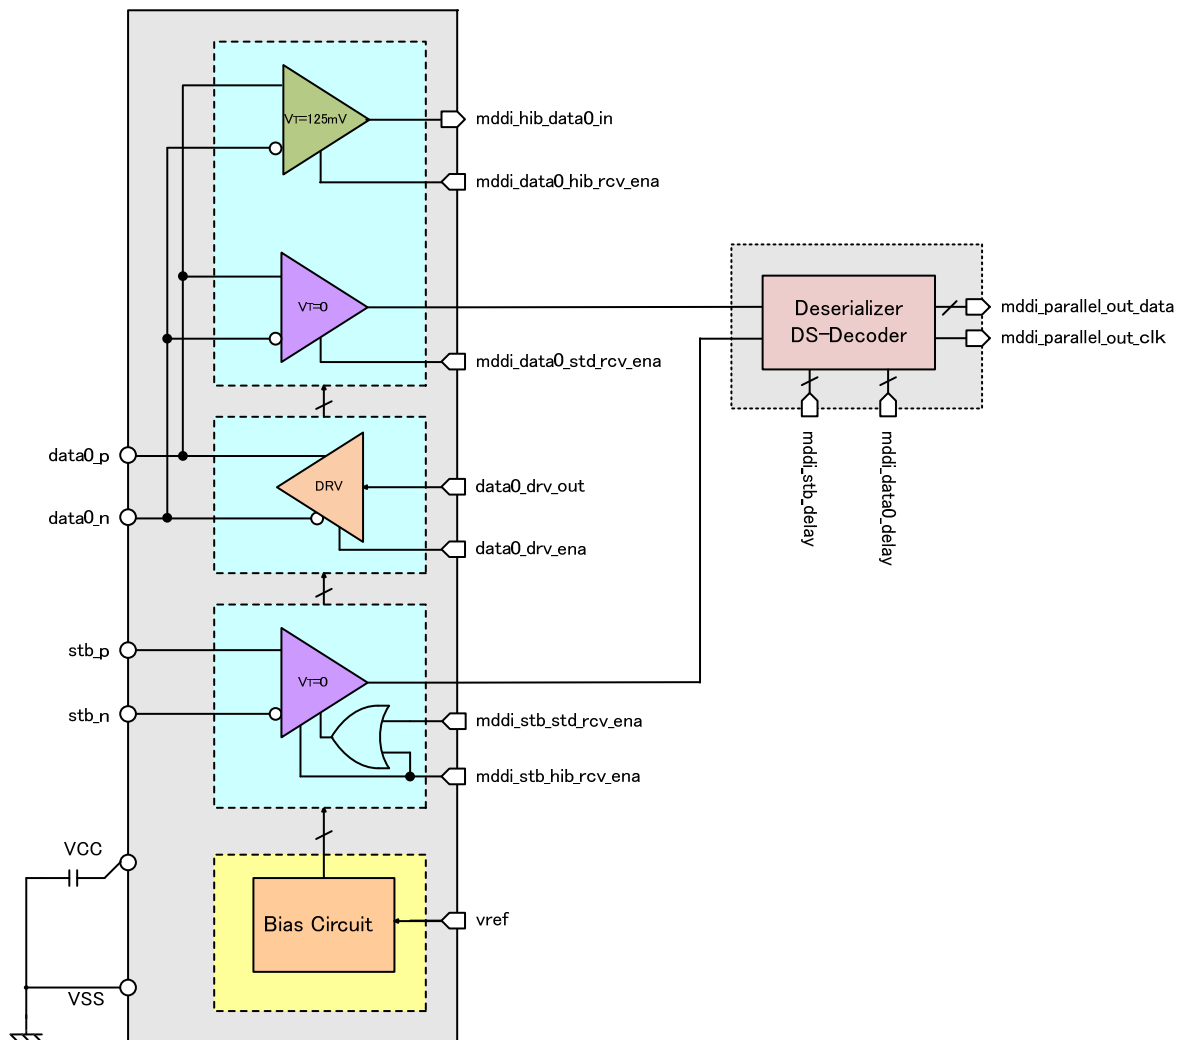 VT=125mV
mddi_hib_data0_in
mddi_data0_hib_rcv_ena
VT=0
mddi_data0_std_rcv_ena
Deserializer
DS-Decoder
mddi_parallel_out_data
mddi_parallel_out_clk
mddi_stb_delay
mddi_data0_delay
data0_p
data0_n
DRV
data0_drv_out
data0_drv_ena
stb_p
stb_n
VT=0
mddi_stb_std_rcv_ena
mddi_stb_hib_rcv_ena
VCC
Bias Circuit
vref
VSS